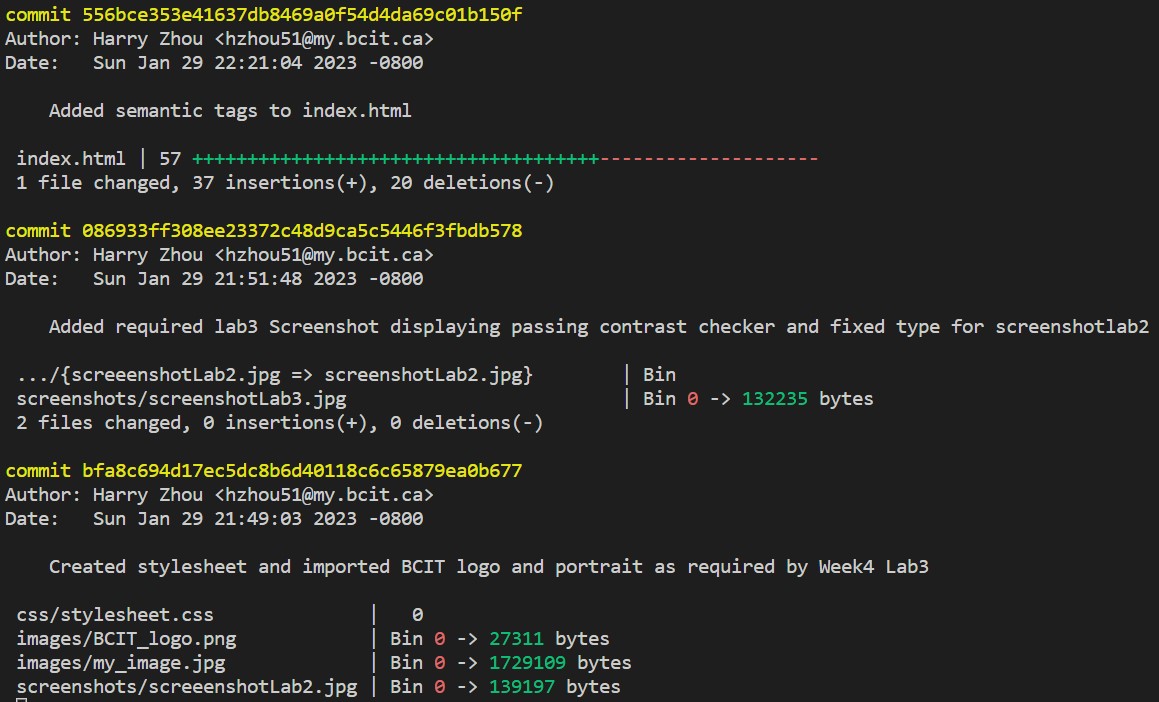 commit 556bce353e41637db8469a0f54d4da69c01b150f
Author: Harry Zhou <hzhou51@my.bcit.ca>
Date:   Sun Jan 29 22:21:04 2023 -0800
    Added semantic tags to index.html
 index.html | 57 +++++++++++++++++++++++++++++++++++++--------------------
 1 file changed, 37 insertions(+), 20 deletions(-)
commit 086933ff308ee23372c48d9ca5c5446f3fbdb578
Author: Harry Zhou <hzhou51@my.bcit.ca>
Date:   Sun Jan 29 21:51:48 2023 -0800
    Added required lab3 Screenshot displaying passing contrast checker and fixed type for screenshotlab2
 .../{screeenshotLab2.jpg => screenshotLab2.jpg}        | Bin
 screenshots/screenshotLab3.jpg                         | Bin 0 -> 132235 bytes
 2 files changed, 0 insertions(+), 0 deletions(-)
commit bfa8c694d17ec5dc8b6d40118c6c65879ea0b677
Author: Harry Zhou <hzhou51@my.bcit.ca>
Date:   Sun Jan 29 21:49:03 2023 -0800
    Created stylesheet and imported BCIT logo and portrait as required by Week4 Lab3
 css/stylesheet.css              |   0
 images/BCIT_logo.png            | Bin 0 -> 27311 bytes
 images/my_image.jpg             | Bin 0 -> 1729109 bytes
 screenshots/screeenshotLab2.jpg | Bin 0 -> 139197 bytes